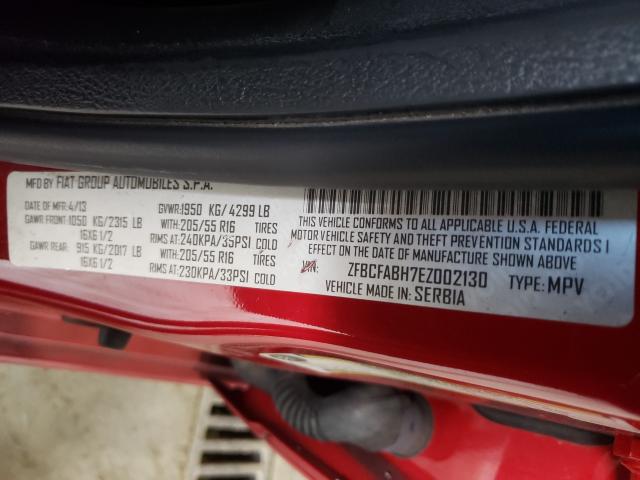 MFD BY FIAT GROUP AUTOMOBILES S.P.A.
DATE OF MFR: 4/13 GVWR: 1950 KG/ 4299 LB
GAWR FRONT: 1050 KG/2315 LB WITH: 205/55 R16 TIRES
16X6 1/2 RIMS AT: 240KPA/35PSI COLD
GAWR REAR: 915 KG/2017 LB WITH: 205/55 R16 TIRES
16X6 1/2 RIMS AT: 230KPA/33PSI COLD
THIS VEHICLE CONFORMS TO ALL APPLICABLE U.S.A. FEDERAL
MOTOR VEHICLE SAFETY AND THEFT PREVENTION STANDARDS I
EFFECT ON THE DATE OF MANUFACTURE SHOWN ABOVE
VIN: ZFBCFABH7EZ002130 TYPE: MPV
VEHICLE MADE IN: SERBIA